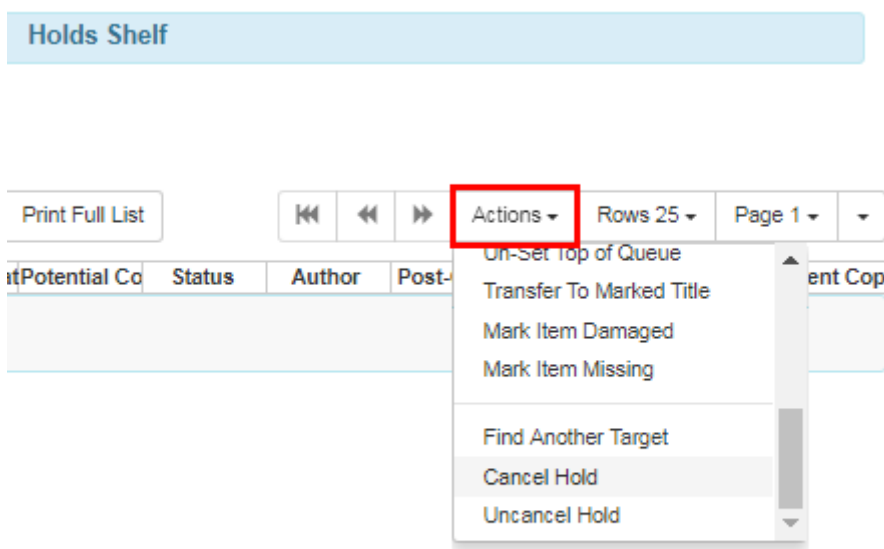 Holds Shelf
Print Full List
Actions
Rows 25
Page 1
Potential Co
Status
Author
Post-
ent Cop
Un-Set Top of Queue
Transfer To Marked Title
Mark Item Damaged
Mark Item Missing
Find Another Target
Cancel Hold
Uncancel Hold